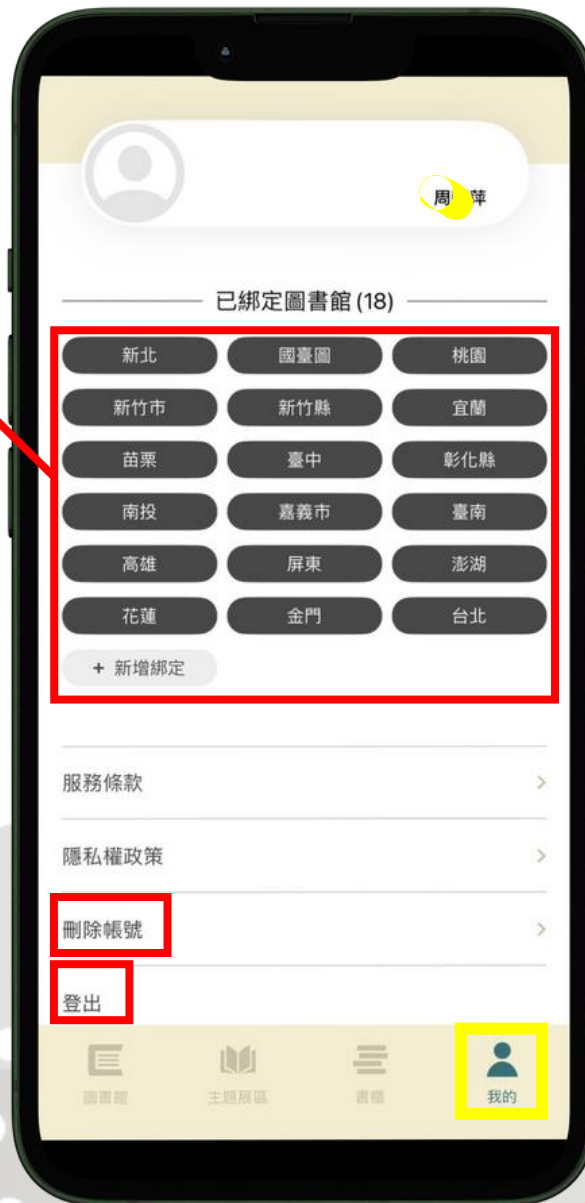 周 萍
已綁定圖書館 (18)
新北 國臺圖 桃園
新竹市 新竹縣 宜蘭
苗栗 臺中 彰化縣
南投 嘉義市 臺南
高雄 屏東 澎湖
花蓮 金門 台北
+ 新增綁定
服務條款
隱私權政策
刪除帳號
登出
圖書館 主題展區 書櫃 我的